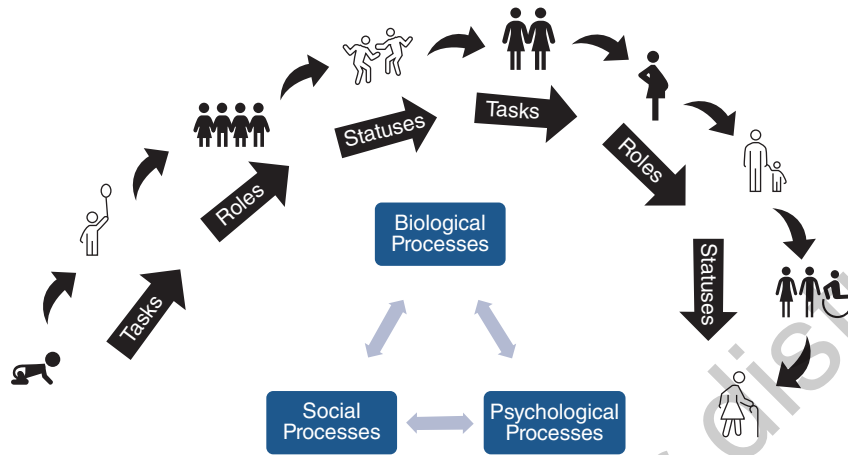 Tasks
Roles
Statuses
Tasks
Roles
Statuses
Biological
Processes
Social
Processes
Psychological
Processes